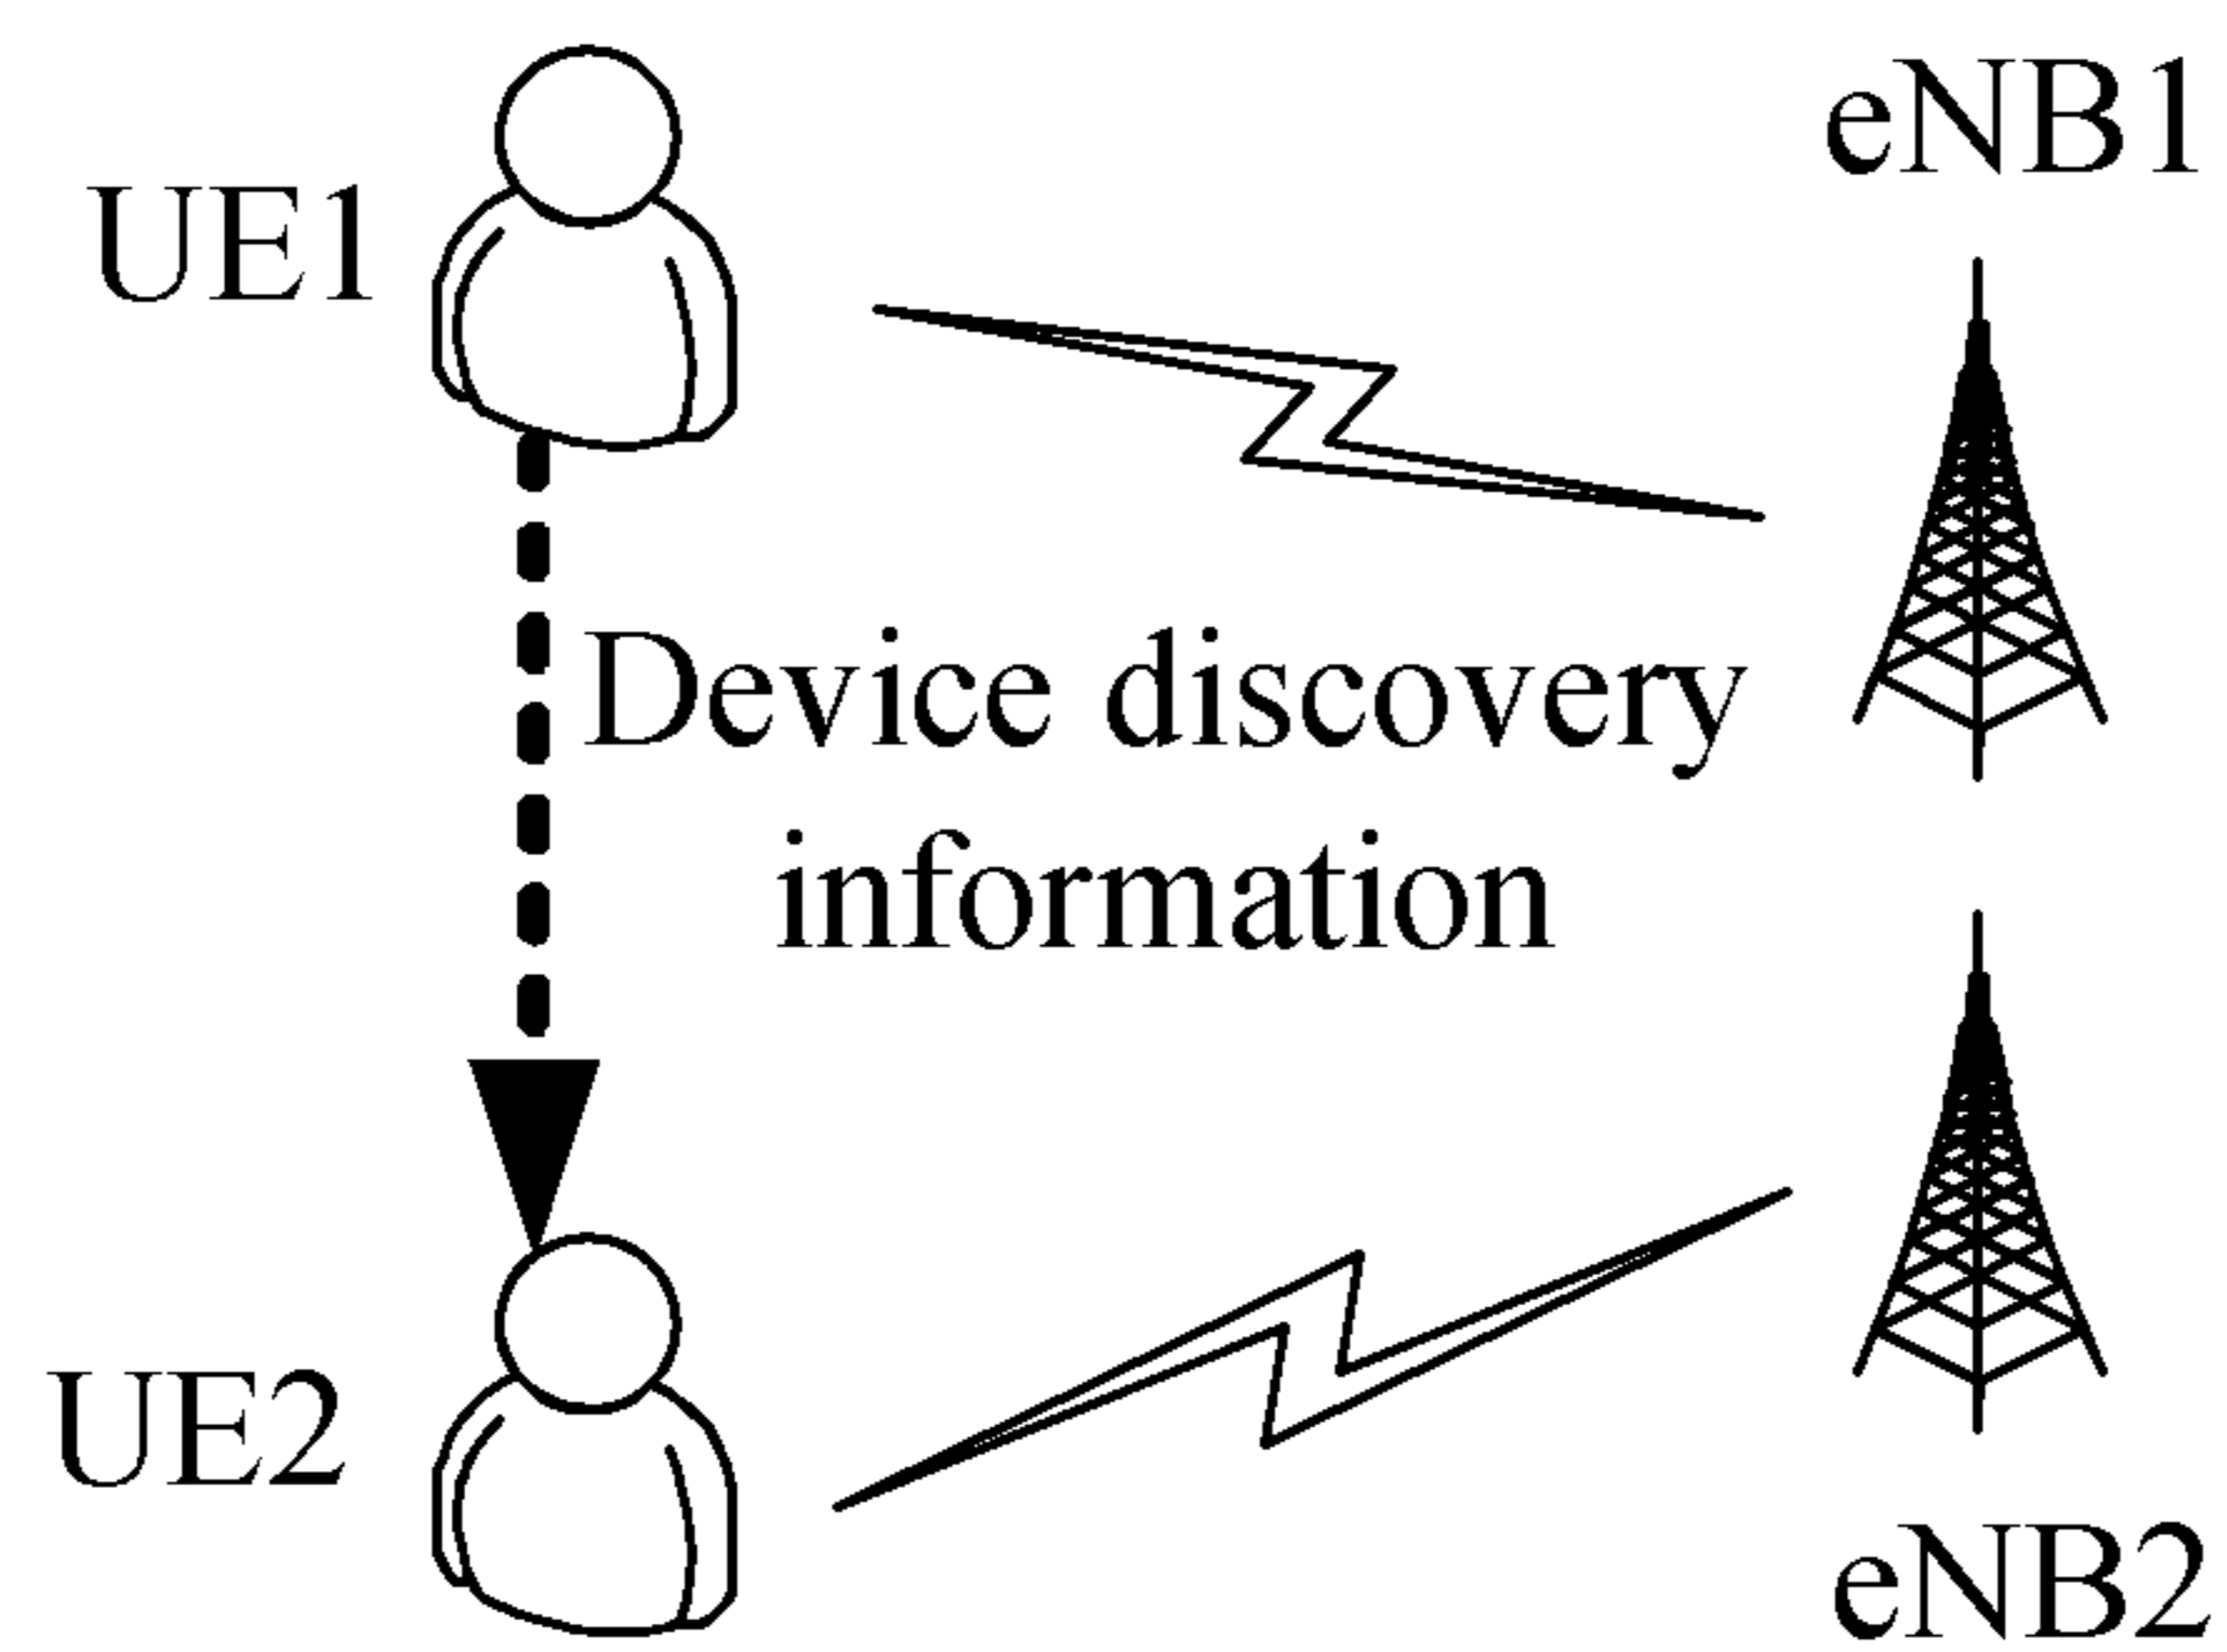 eNB1
UE1
Device discovery
information
UE2
eNB2